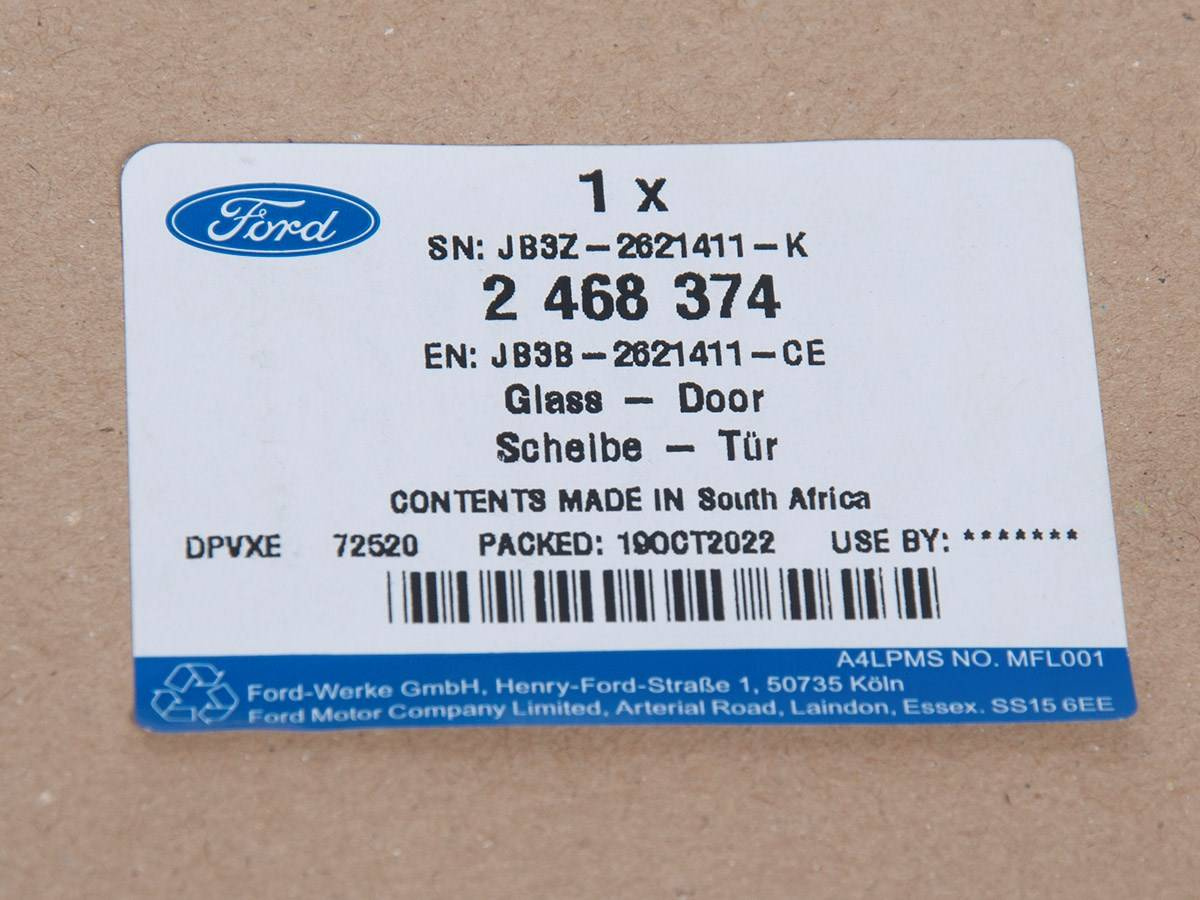 Ford
1 x
SN: JB3Z-2621411-K
2 468 374
EN: JB3B-2621411-CE
Glass - Door
Scheibe - Tür
CONTENTS MADE IN South Africa
DPVXE 72520 PACKED: 19OCT2022 USE BY: *******
A4LPMS NO. MFL001
Ford-Werke GmbH, Henry-Ford-Straße 1, 50735 Köln
Ford Motor Company Limited, Arterial Road, Laindon, Essex. SS15 6EE